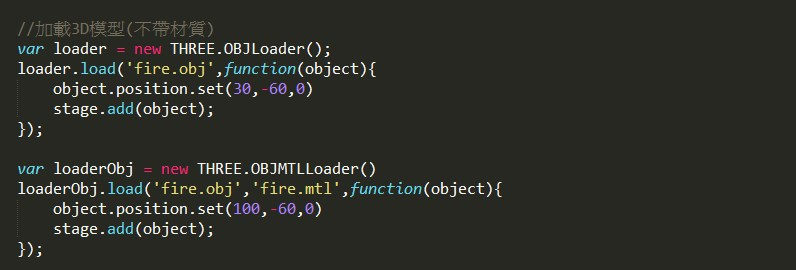 //加載3D模型(不帶材質)
var loader = new THREE.OBJLoader();
loader.load('fire.obj',function(object){
    object.position.set(30,-60,0)
    stage.add(object);
});

var loaderObj = new THREE.OBJMTLLoader()
loaderObj.load('fire.obj','fire.mtl',function(object){
    object.position.set(100,-60,0)
    stage.add(object);
});